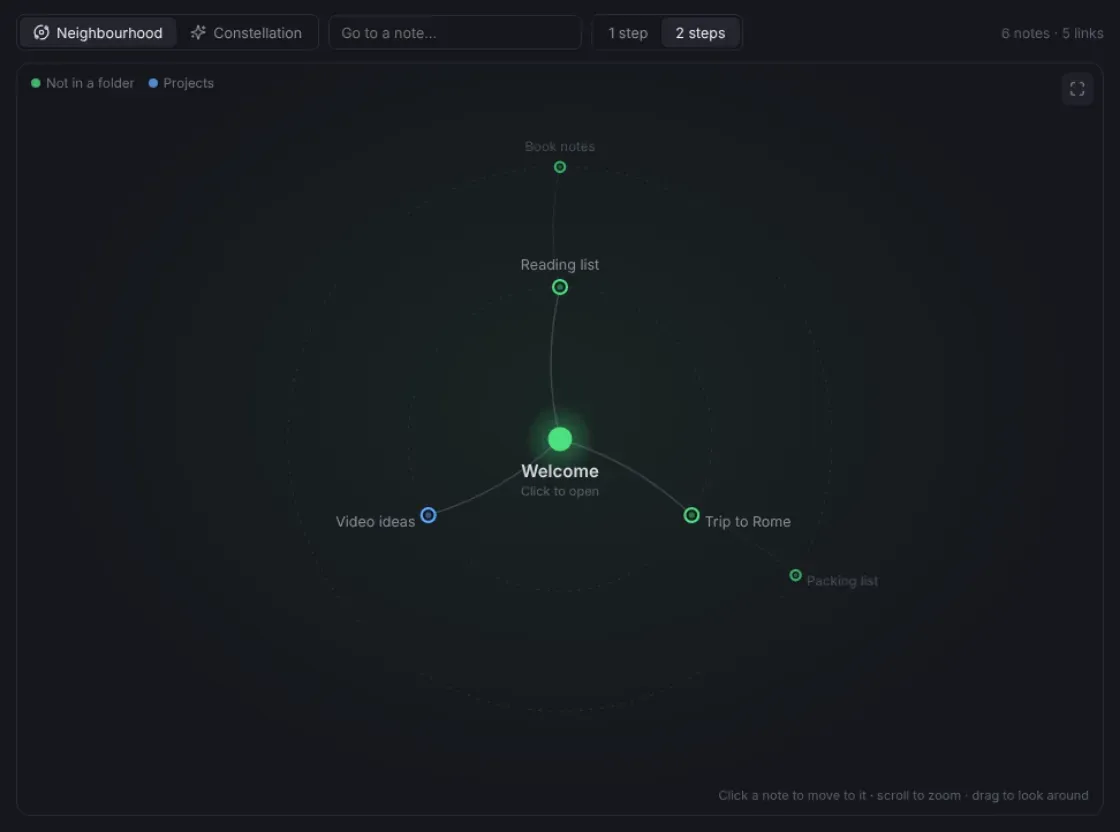 Neighbourhood
Constellation
Go to a note...
1 step
2 steps
6 notes · 5 links
Not in a folder
Projects
Book notes
Reading list
Welcome
Click to open
Video ideas
Trip to Rome
Packing list
Click a note to move to it · scroll to zoom · drag to look around